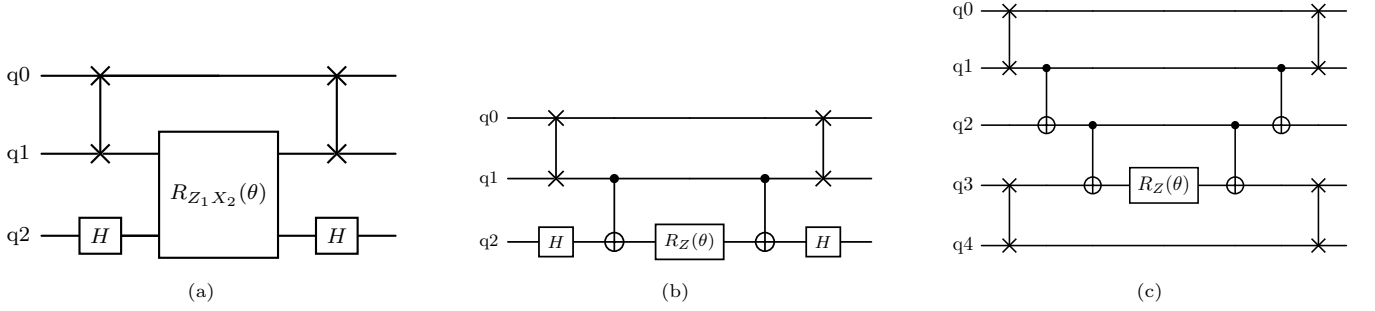 q0
q1
q2
H
R_{Z_1X_2}(θ)
H
(a)
q0
q1
q2
H
R_Z(θ)
H
(b)
q0
q1
q2
q3
q4
R_Z(θ)
(c)